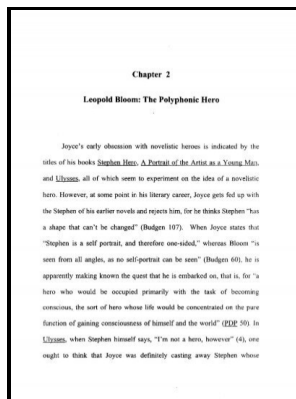 Chapter 2
Leopold Bloom: The Polyphonic Hero
Joyce's early obsession with novelistic heroes is indicated by the
titles of his books Stephen Hero, A Portrait of the Artist as a Young Man,
and Ulysses, all of which seem to experiment on the idea of a novelistic
hero. However, at some point in his literary career, Joyce gets fed up with
the Stephen of his earlier novels and rejects him, for he thinks Stephen "has
a shape that can't be changed" (Budgen 107). When Joyce states that
"Stephen is a self portrait, and therefore one-sided," whereas Bloom "is
seen from all angles, as no self-portrait can be seen" (Budgen 60), he is
apparently making known the quest that he is embarked on, that is, for "a
hero who would be occupied primarily with the task of becoming
conscious, the sort of hero whose life would be concentrated on the pure
function of gaining consciousness of himself and the world" (PDP 50). In
Ulysses, when Stephen himself says, "I'm not a hero, however" (4), one
ought to think that Joyce was definitely casting away Stephen whose